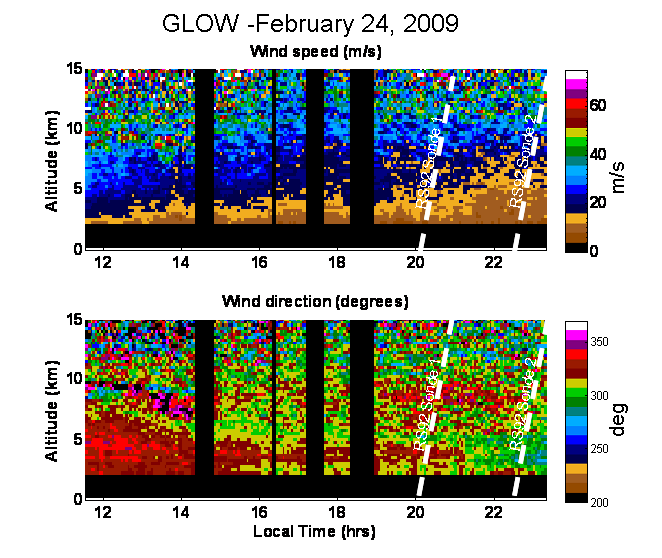 GLOW -February 24, 2009
Wind speed (m/s)
Altitude (km)
15
10
5
0
12 14 16 18 20 22
RS92 Sonde 1
RS92 Sonde 2
60
40
20
0
m/s
Wind direction (degrees)
Altitude (km)
15
10
5
0
12 14 16 18 20 22
RS92 Sonde 1
RS92 Sonde 2
Local Time (hrs)
350
300
250
200
deg